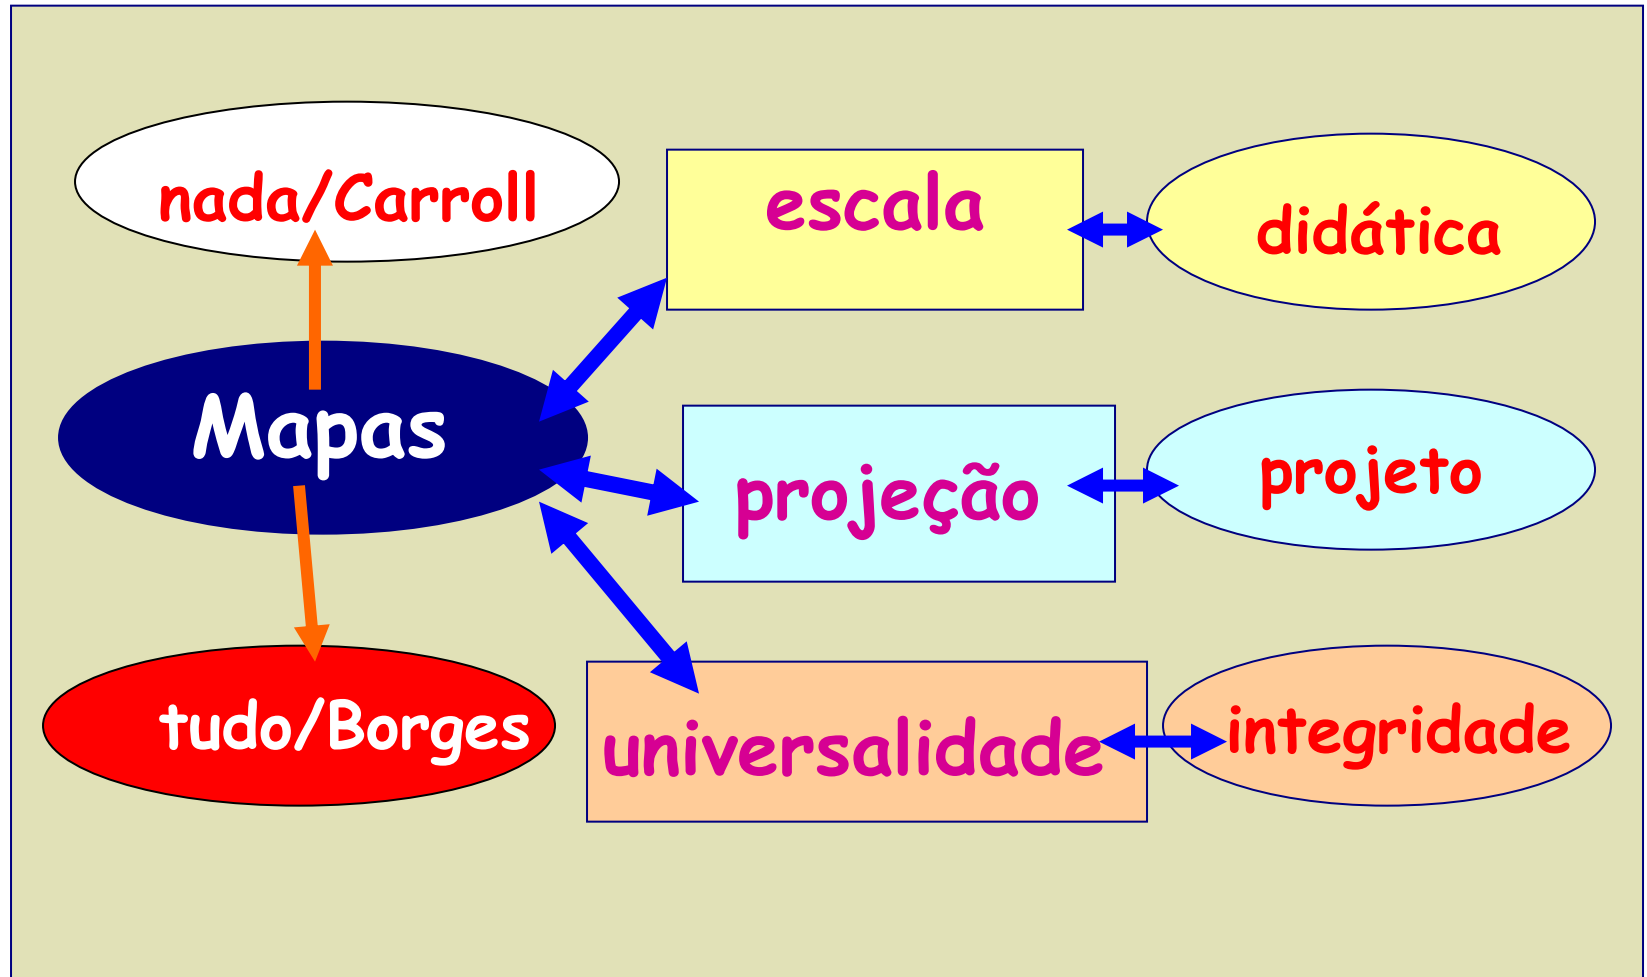 nada/Carroll
escala
didática
Mapas
projeção
projeto
tudo/Borges
universalidade
integridade